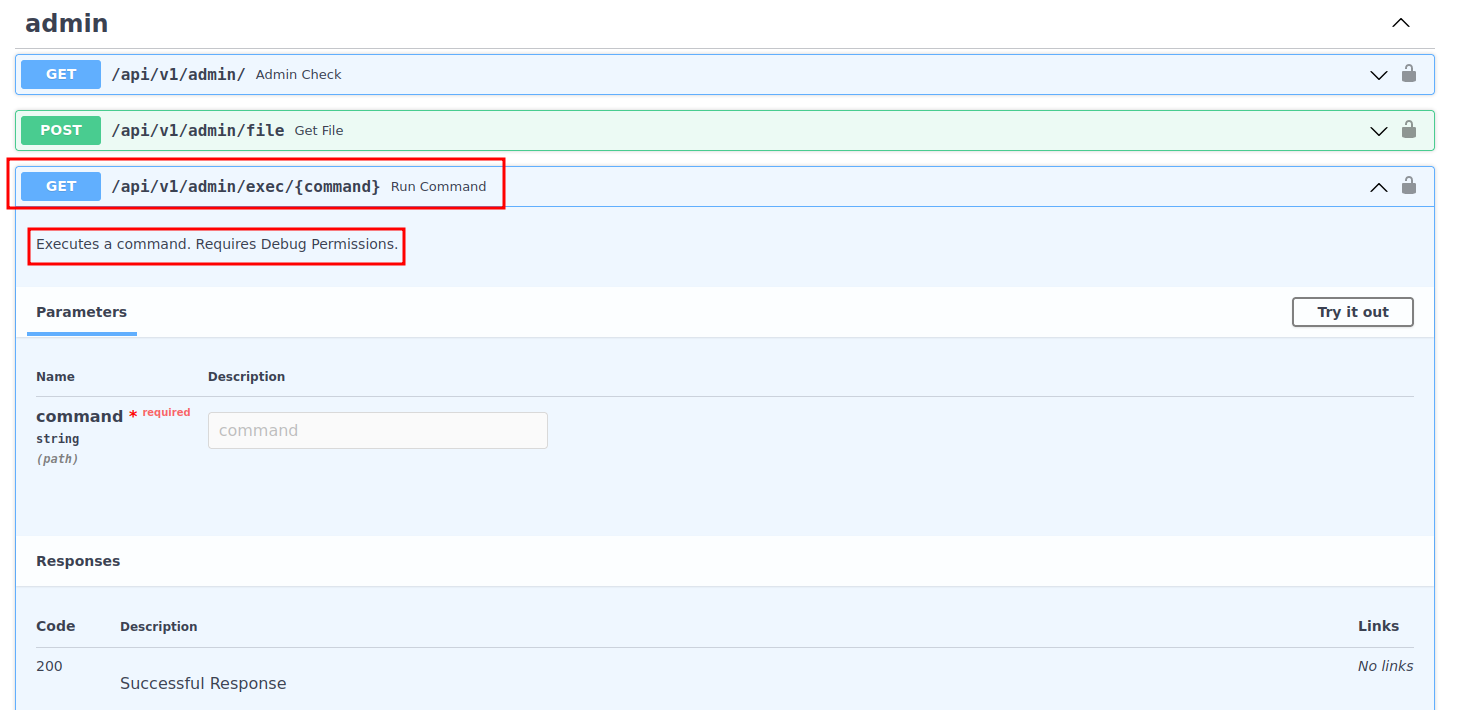 admin
GET /api/v1/admin/ Admin Check
POST /api/v1/admin/file Get File
GET /api/v1/admin/exec/{command} Run Command
Executes a command. Requires Debug Permissions.
Parameters Try it out
Name Description
command * required
string
(path)
command
Responses
Code Description Links
200 No links
Successful Response